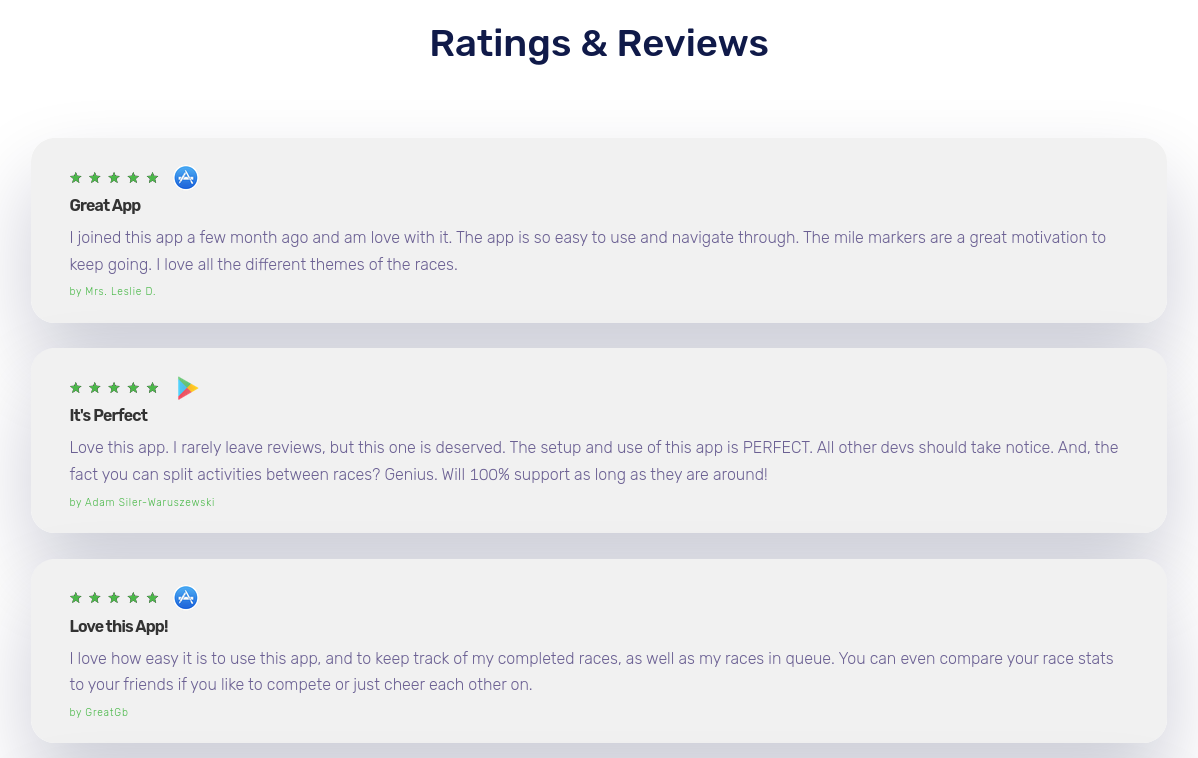 Ratings & Reviews
Great App
I joined this app a few month ago and am love with it. The app is so easy to use and navigate through. The mile markers are a great motivation to
keep going. I love all the different themes of the races.
by Mrs. Leslie D.
It's Perfect
Love this app. I rarely leave reviews, but this one is deserved. The setup and use of this app is PERFECT. All other devs should take notice. And, the
fact you can split activities between races? Genius. Will 100% support as long as they are around!
by Adam Siler-Waruszewski
Love this App!
I love how easy it is to use this app, and to keep track of my completed races, as well as my races in queue. You can even compare your race stats
to your friends if you like to compete or just cheer each other on.
by GreatGb